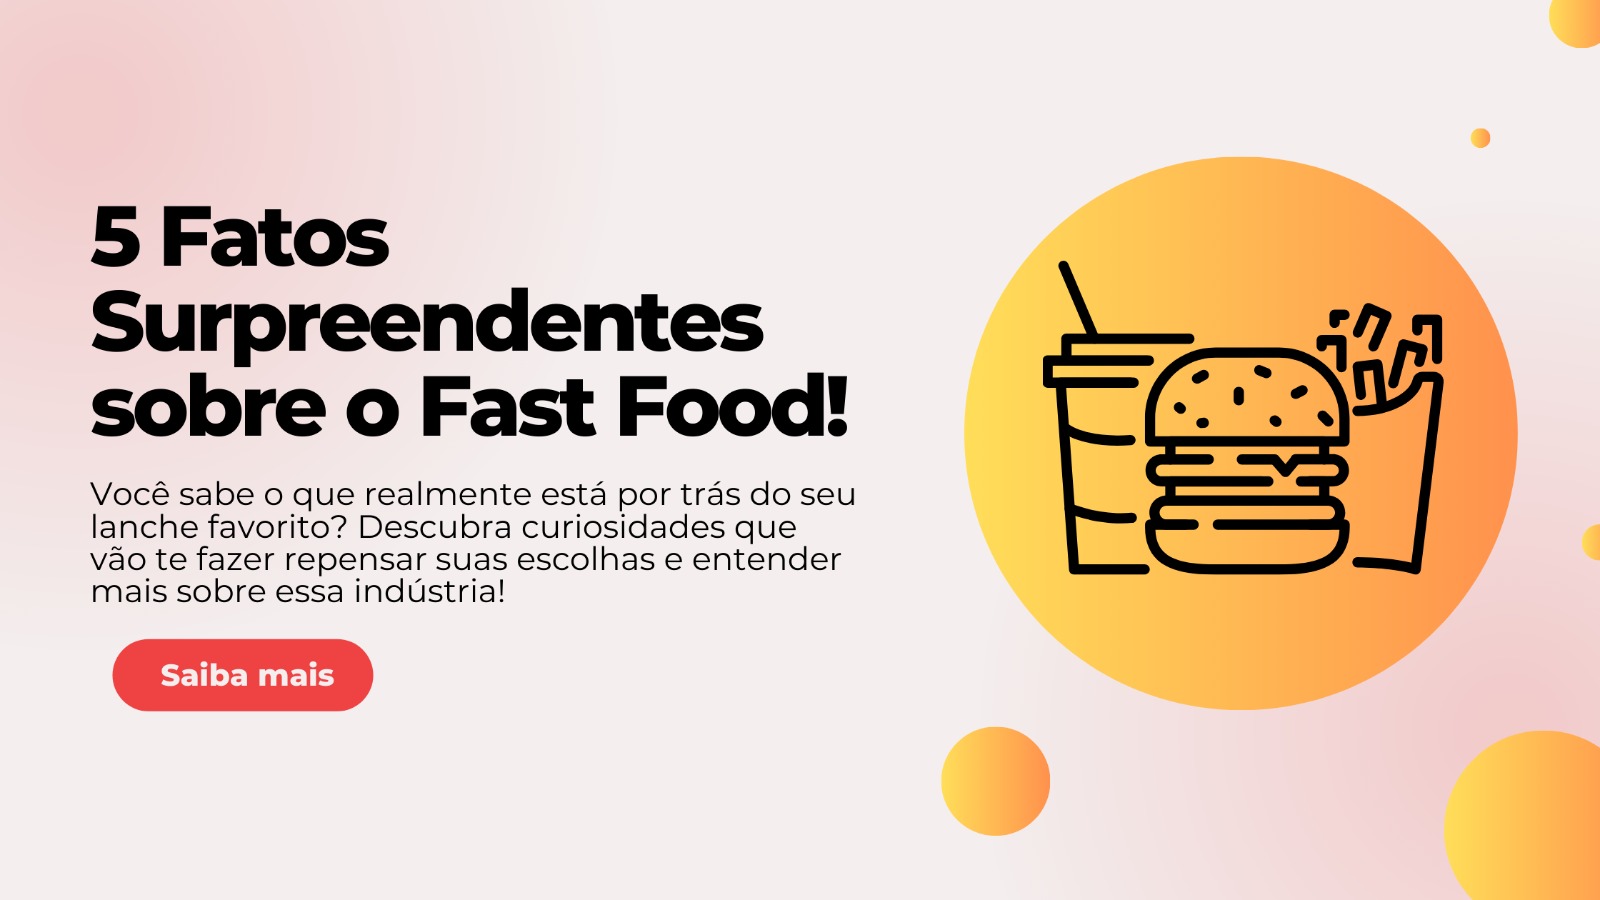 5 Fatos
Surpreendentes
sobre o Fast Food!
Você sabe o que realmente está por trás do seu
lanche favorito? Descubra curiosidades que
vão te fazer repensar suas escolhas e entender
mais sobre essa indústria!
Saiba mais